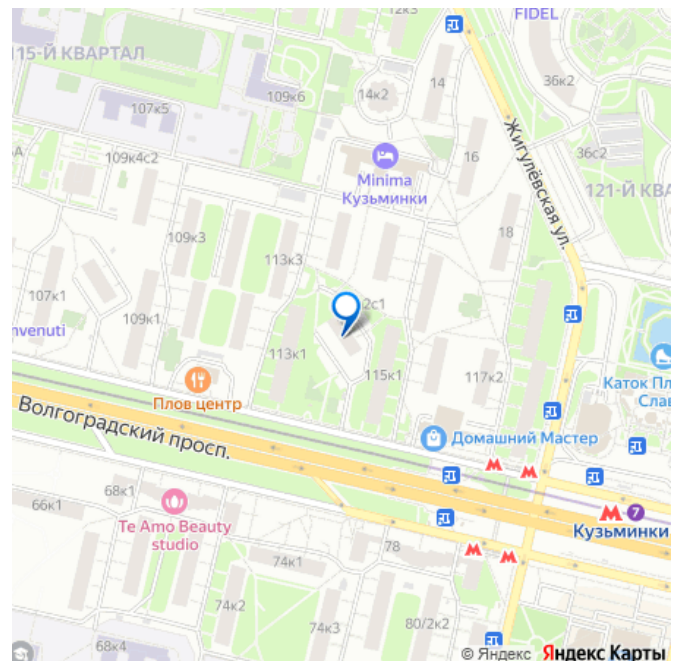 12к3
FIDEL
115-Й КВАРТАЛ
14
36к2
14к2
109к6
107к5
Жигулёвская ул.
36с2
16
109к4с2
Minima
Кузьминки
121-Й КВА
18
109к3
113к3
2с1
107к1
109к1
nvenuti
113к1
115к1
117к2
Каток Пл
Слав
Плов центр
Волгоградский просп.
Домашний Мастер
7
Кузьминки
66к1
68к1
Te Amo Beauty
studio
78
74к1
74к2
74к3
80/2к2
68к4
© Яндекс Яндекс Карты